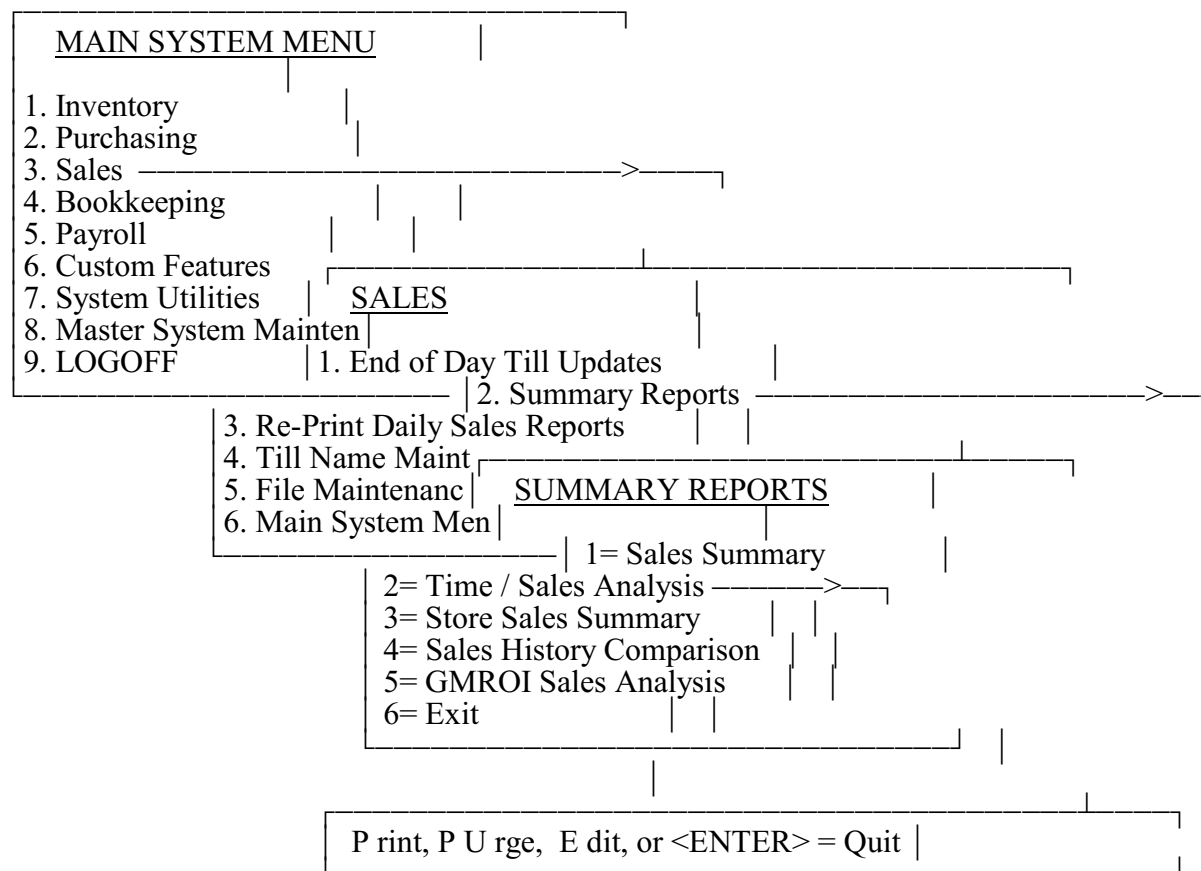 MAIN SYSTEM MENU
1. Inventory
2. Purchasing
3. Sales
4. Bookkeeping
5. Payroll
6. Custom Features
7. System Utilities SALES
8. Master System Mainten
9. LOGOFF 1. End of Day Till Updates
2. Summary Reports
3. Re-Print Daily Sales Reports
4. Till Name Maint
5. File Maintenanc SUMMARY REPORTS
6. Main System Men
1= Sales Summary
2= Time / Sales Analysis
3= Store Sales Summary
4= Sales History Comparison
5= GMROI Sales Analysis
6= Exit
P rint, P U rge, E dit, or <ENTER> = Quit